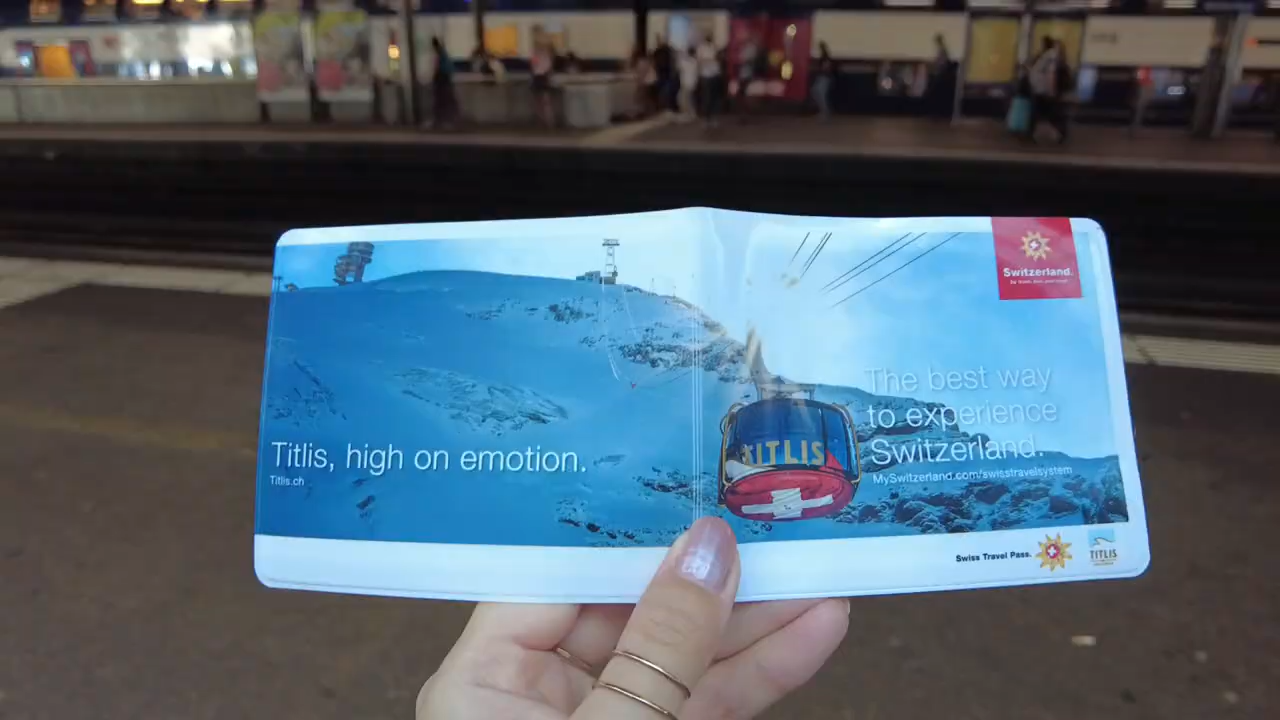 Titlis, high on emotion.
Titlis.ch
TITLIS
Switzerland.
The best way
to experience
Switzerland.
MySwitzerland.com/swisstravelsystem
Swiss Travel Pass.
TITLIS